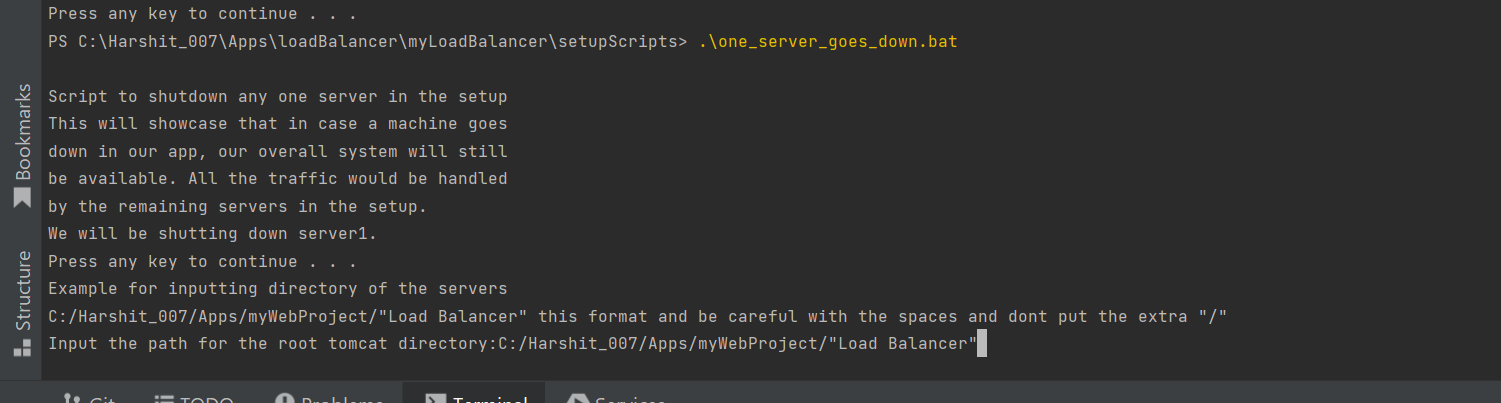 Press any key to continue . . .
PS C:\Harshit_007\Apps\loadBalancer\myLoadBalancer\setupScripts> .\one_server_goes_down.bat
Script to shutdown any one server in the setup
This will showcase that in case a machine goes
down in our app, our overall system will still
be available. All the traffic would be handled
by the remaining servers in the setup.
We will be shutting down server1.
Press any key to continue . . .
Example for inputting directory of the servers
C:/Harshit_007/Apps/myWebProject/"Load Balancer" this format and be careful with the spaces and dont put the extra "/"
Input the path for the root tomcat directory:C:/Harshit_007/Apps/myWebProject/"Load Balancer"
Bookmarks
Structure
Git
TODO
Problems
Terminal
Services